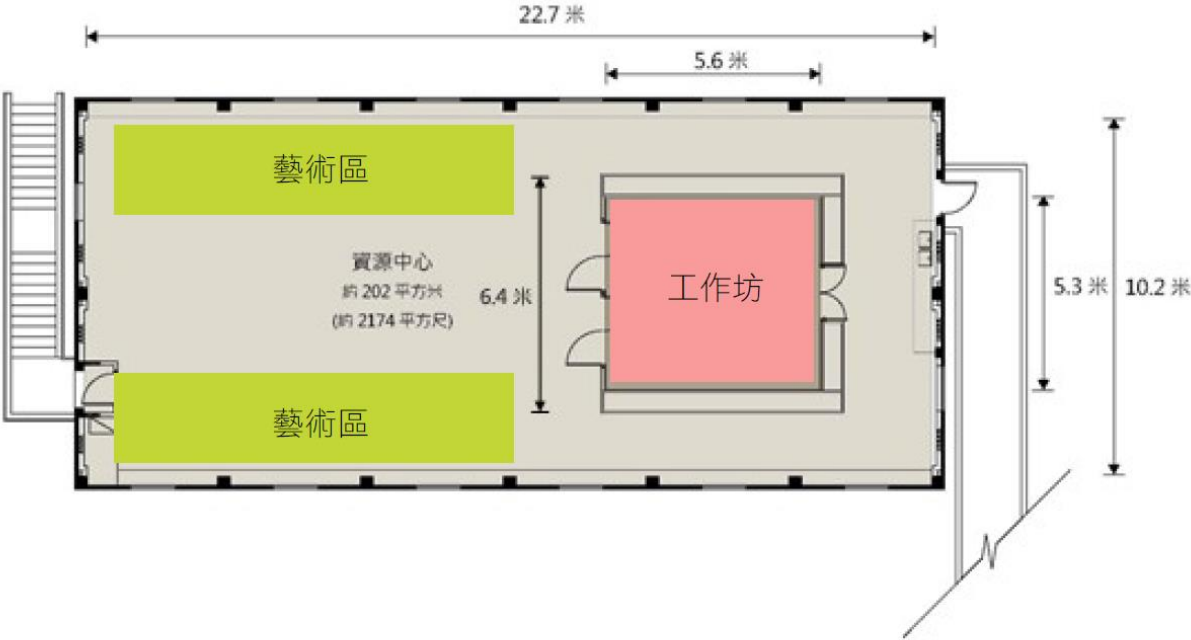 22.7 米
5.6 米
藝術區
資源中心
約 202 平方米
(約 2174 平方尺)
6.4 米
工作坊
5.3 米
10.2 米
藝術區